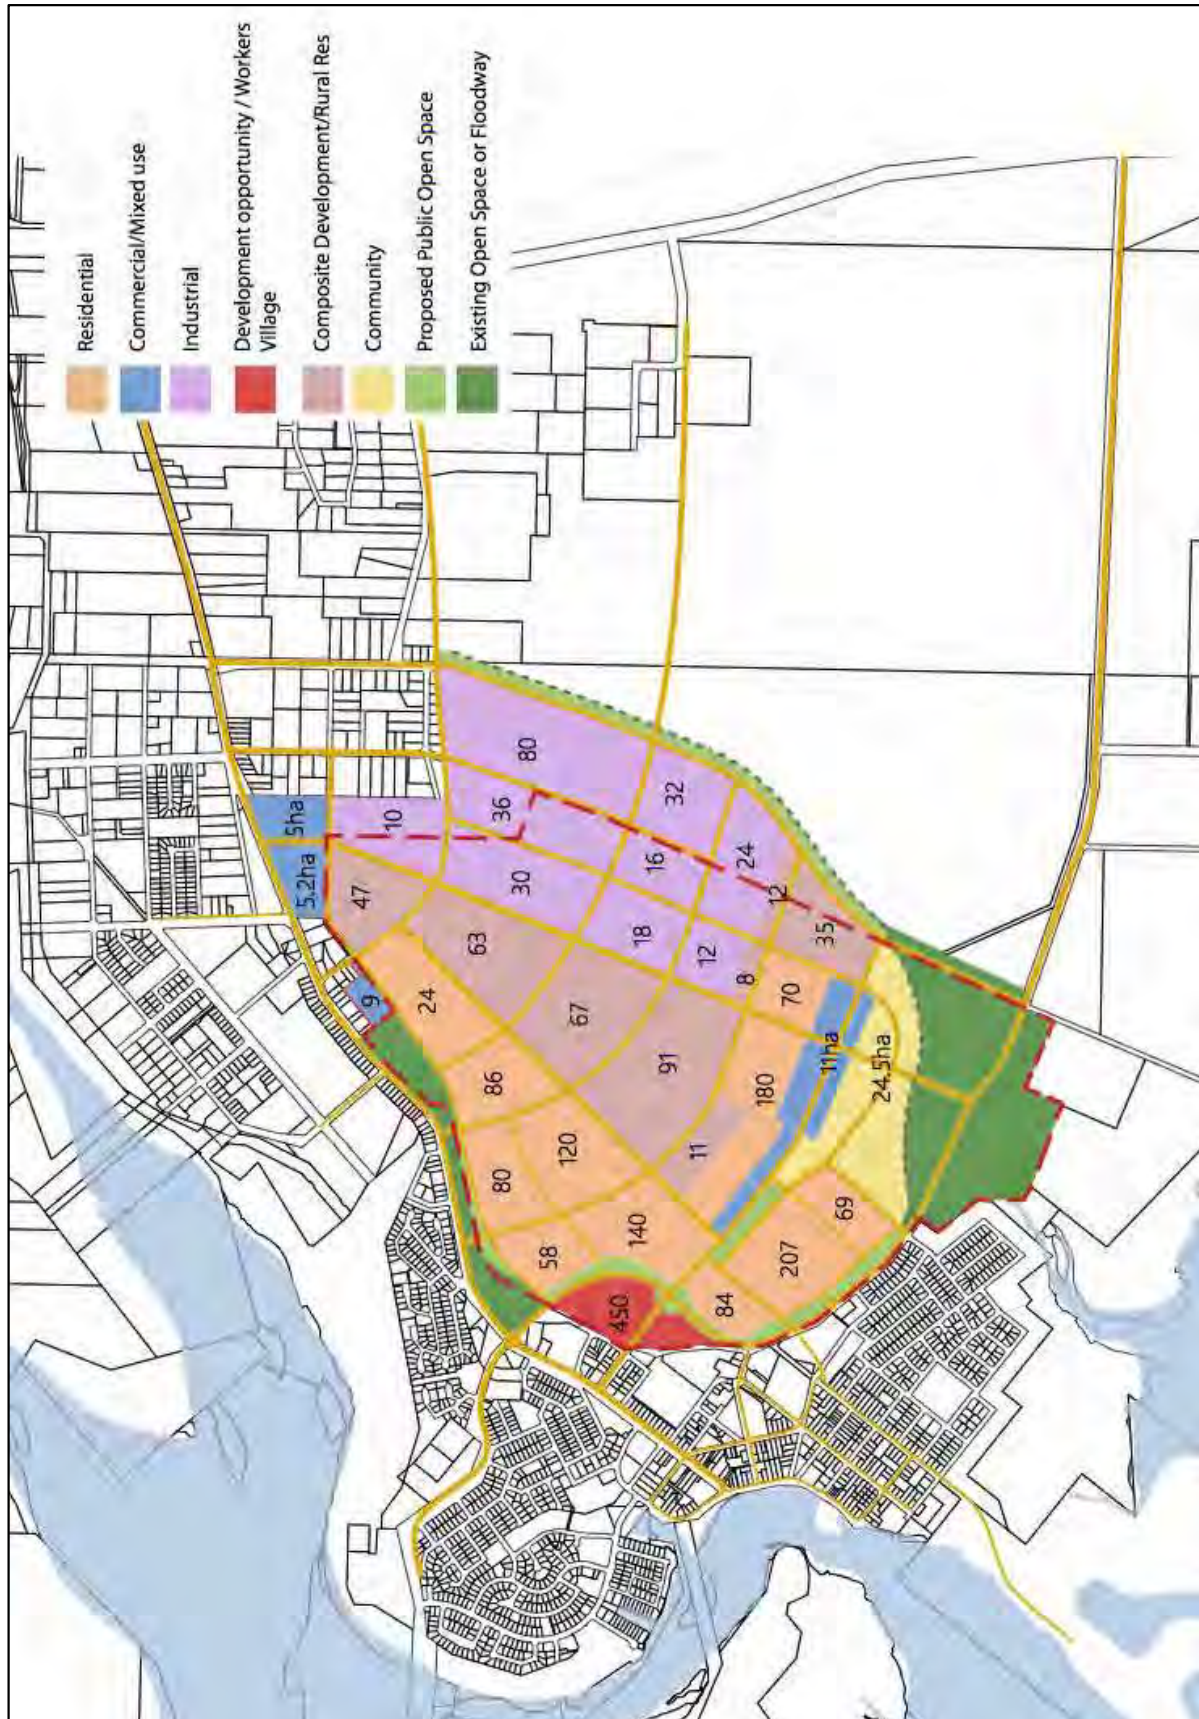 Residential
Commercial/Mixed use
Industrial
Development opportunity / Workers
Village
Composite Development/Rural Res
Community
Proposed Public Open Space
Existing Open Space or Floodway
450
58
80
86
24
9
47
5.2ha
5ha
10
140
120
63
30
36
80
84
11
67
91
18
16
32
207
180
12
24
69
70
8
12
11ha
35
24.5ha